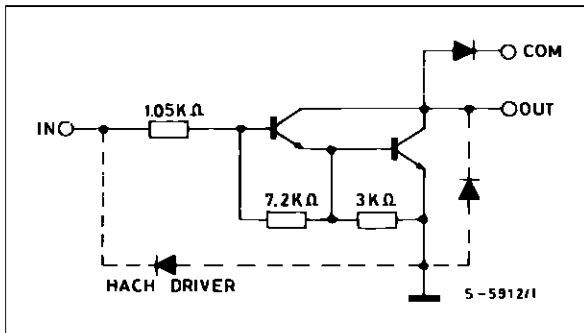 COM
1.05KΩ
OUT
IN
7.2KΩ
3KΩ
HACH DRIVER
S-5912/1